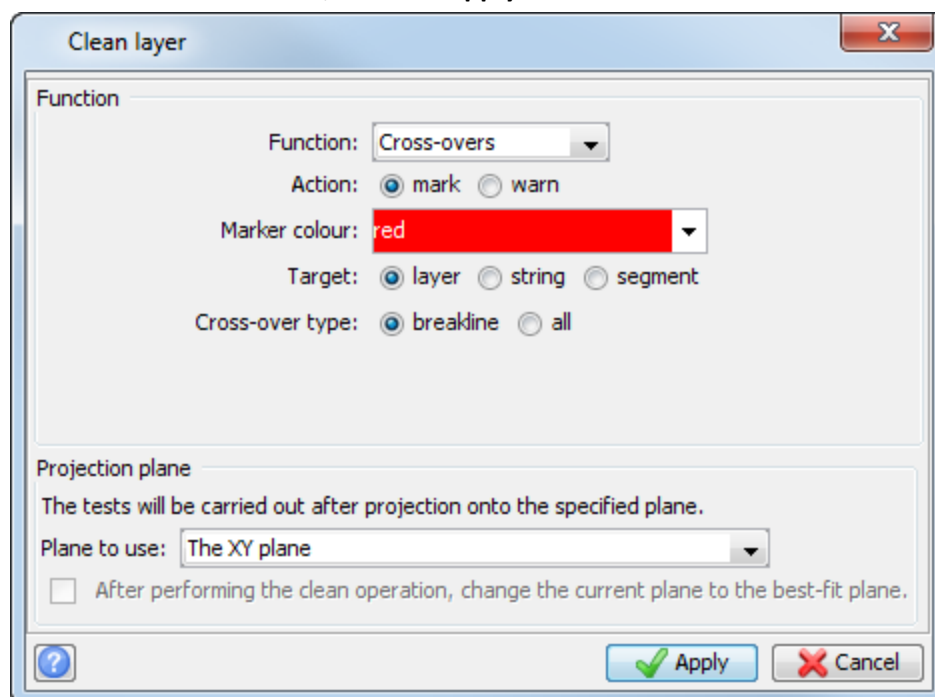 Clean layer
Function
Function: Cross-overs
Action: mark warn
Marker colour: red
Target: layer string segment
Cross-over type: breakline all
Projection plane
The tests will be carried out after projection onto the specified plane.
Plane to use: The XY plane
After performing the clean operation, change the current plane to the best-fit plane.
? Apply Cancel